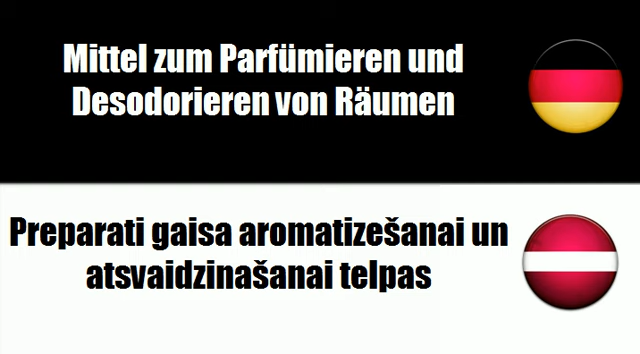 Mittel zum Parfümieren und
Desodorieren von Räumen
Preparati gaisa aromatizešanai un
atsvaidzinašanai telpas